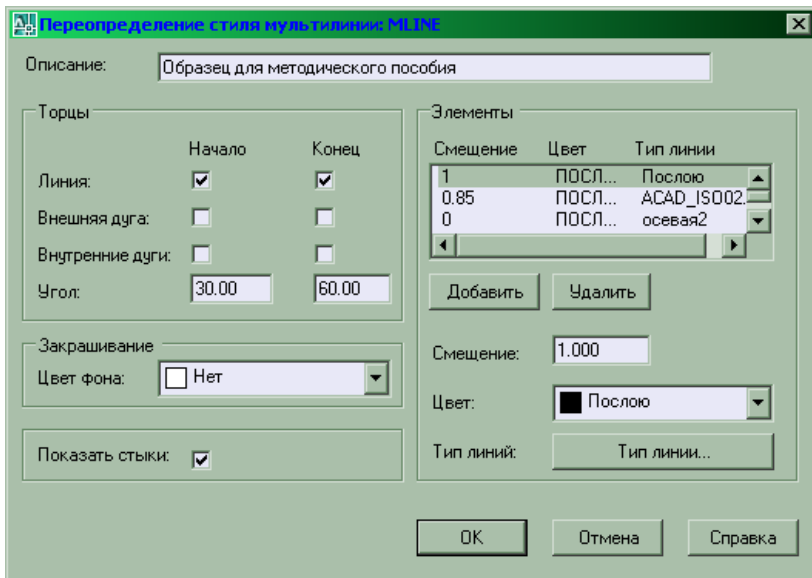 Переопределение стиля мультилинии: MLINE
Описание: Образец для методического пособия
Торцы
Начало Конец
Линия:
Внешняя дуга:
Внутренние дуги:
Угол: 30.00 60.00
Закрашивание
Цвет фона: Нет
Показать стыки:
Элементы
Смещение Цвет Тип линии
1 ПОСЛ... Послою
0.85 ПОСЛ... ACAD_ISO02.
0 ПОСЛ... осевая2
Добавить Удалить
Смещение: 1.000
Цвет: Послою
Тип линий: Тип линии...
OK Отмена Справка